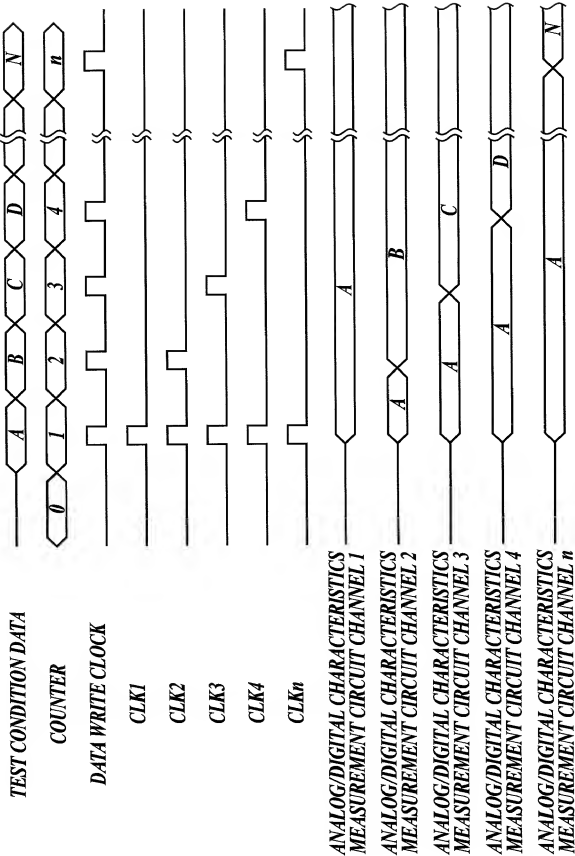 TEST CONDITION DATA A B C D N
COUNTER 0 1 2 3 4 n
DATA WRITE CLOCK
CLK1
CLK2
CLK3
CLK4
CLKn
ANALOG/DIGITAL CHARACTERISTICS
MEASUREMENT CIRCUIT CHANNEL 1 A
ANALOG/DIGITAL CHARACTERISTICS
MEASUREMENT CIRCUIT CHANNEL 2 A B
ANALOG/DIGITAL CHARACTERISTICS
MEASUREMENT CIRCUIT CHANNEL 3 A C
ANALOG/DIGITAL CHARACTERISTICS
MEASUREMENT CIRCUIT CHANNEL 4 A D
ANALOG/DIGITAL CHARACTERISTICS
MEASUREMENT CIRCUIT CHANNEL n A N